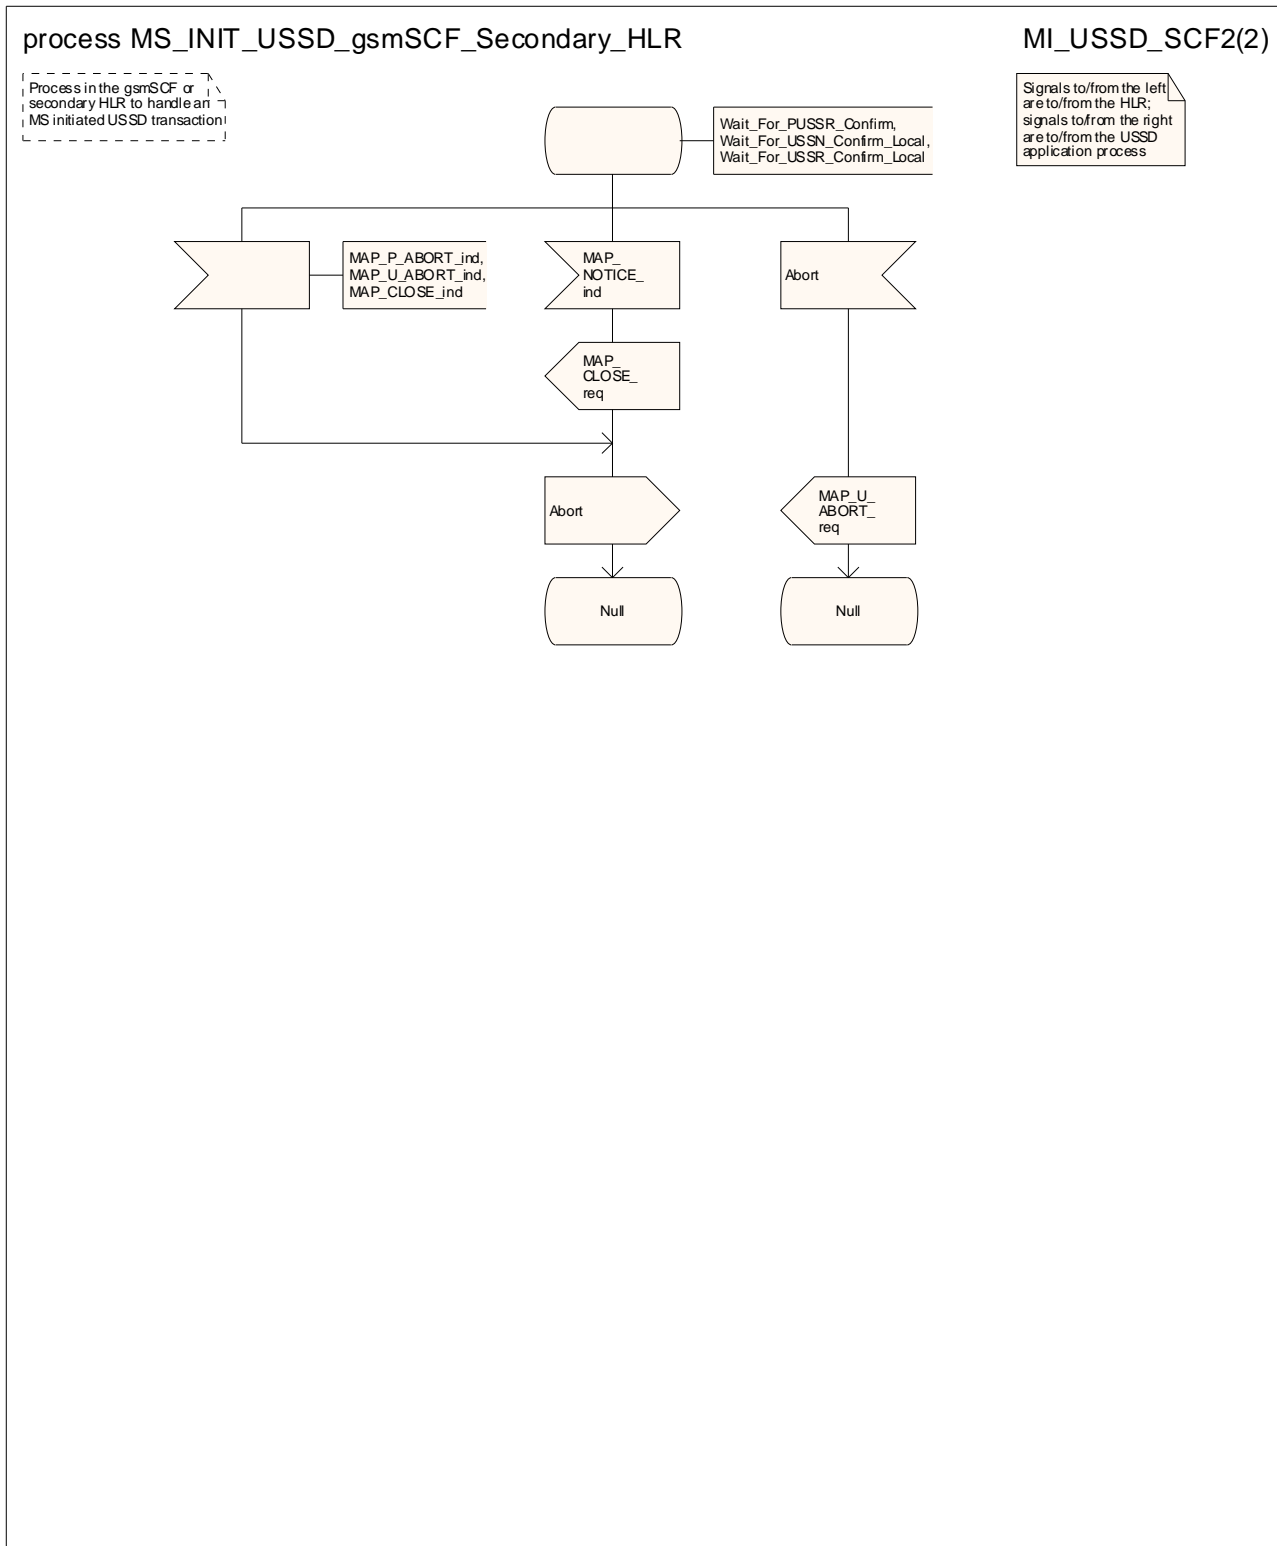 process MS_INIT_USSD_gsmSCF_Secondary_HLR
MI_USSD_SCF2(2)
Process in the gsmSCF or
secondary HLR to handle an
MS initiated USSD transaction
Signals to/from the left
are to/from the HLR;
signals to/from the right
are to/from the USSD
application process
Wait_For_PUSSR_Confirm,
Wait_For_USSN_Confirm_Local,
Wait_For_USSR_Confirm_Local
MAP_P_ABORT_ind,
MAP_U_ABORT_ind,
MAP_CLOSE_ind
MAP_
NOTICE_
ind
Abort
MAP_
CLOSE_
req
Abort
MAP_U_
ABORT_
req
Null
Null